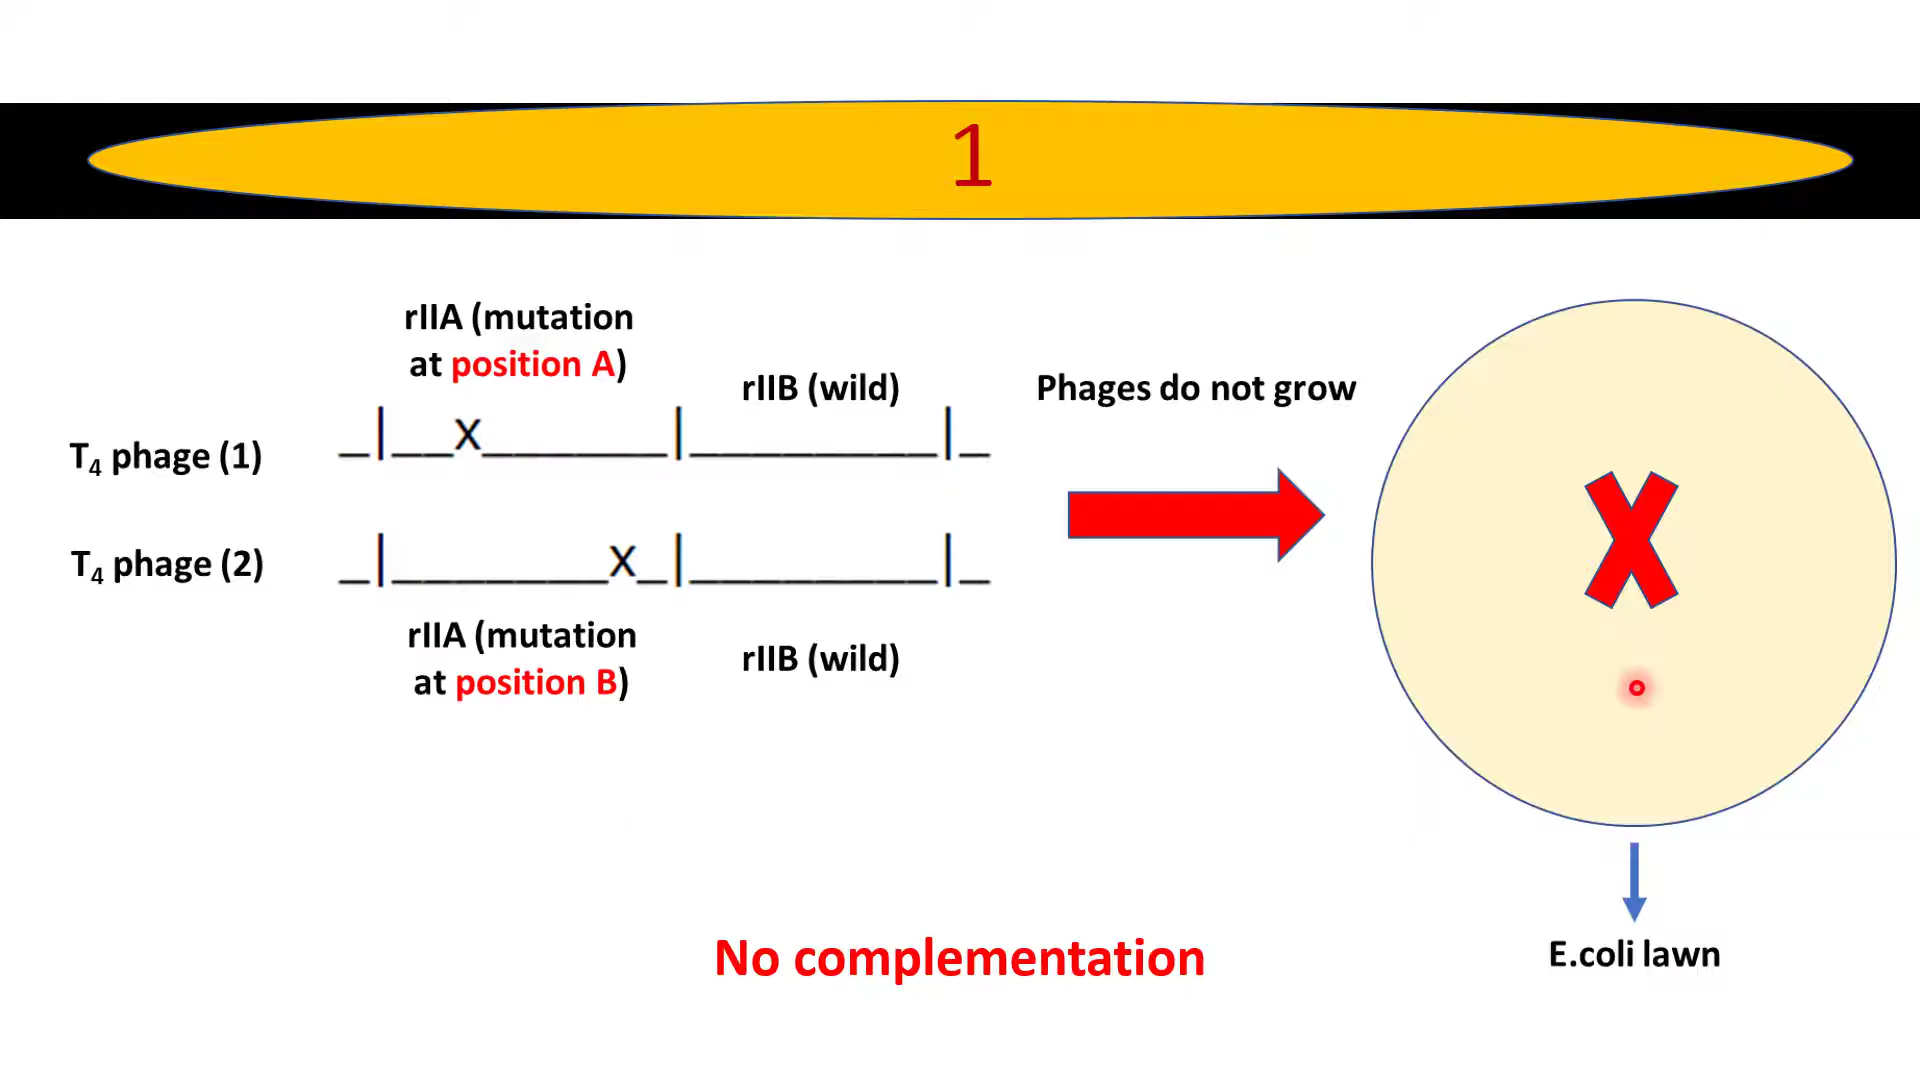 1
rIIA (mutation
at position A)
rIIB (wild)
Phages do not grow
T₄ phage (1)
x
T₄ phage (2)
x
rIIA (mutation
at position B)
rIIB (wild)
No complementation
E.coli lawn